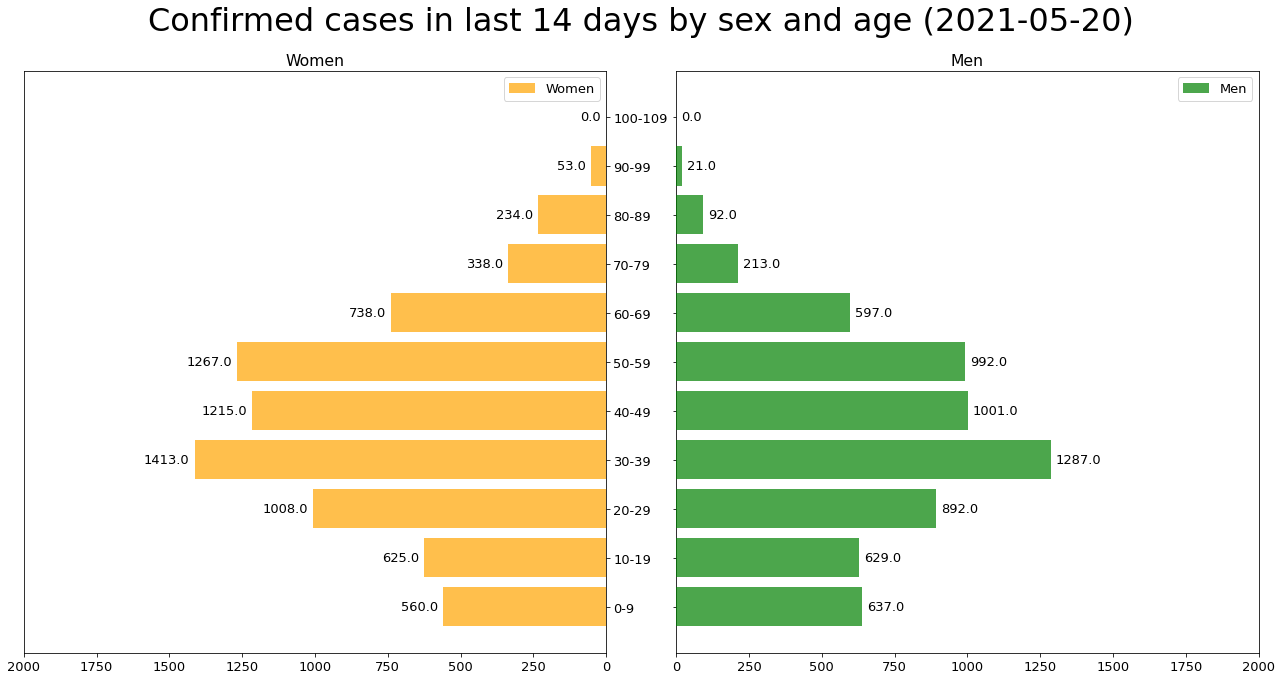 Confirmed cases in last 14 days by sex and age (2021-05-20)
Women
Men
Women
Men
0.0 100-109 0.0
53.0 90-99 21.0
234.0 80-89 92.0
338.0 70-79 213.0
738.0 60-69 597.0
1267.0 50-59 992.0
1215.0 40-49 1001.0
1413.0 30-39 1287.0
1008.0 20-29 892.0
625.0 10-19 629.0
560.0 0-9 637.0
2000 1750 1500 1250 1000 750 500 250 0
0 250 500 750 1000 1250 1500 1750 2000